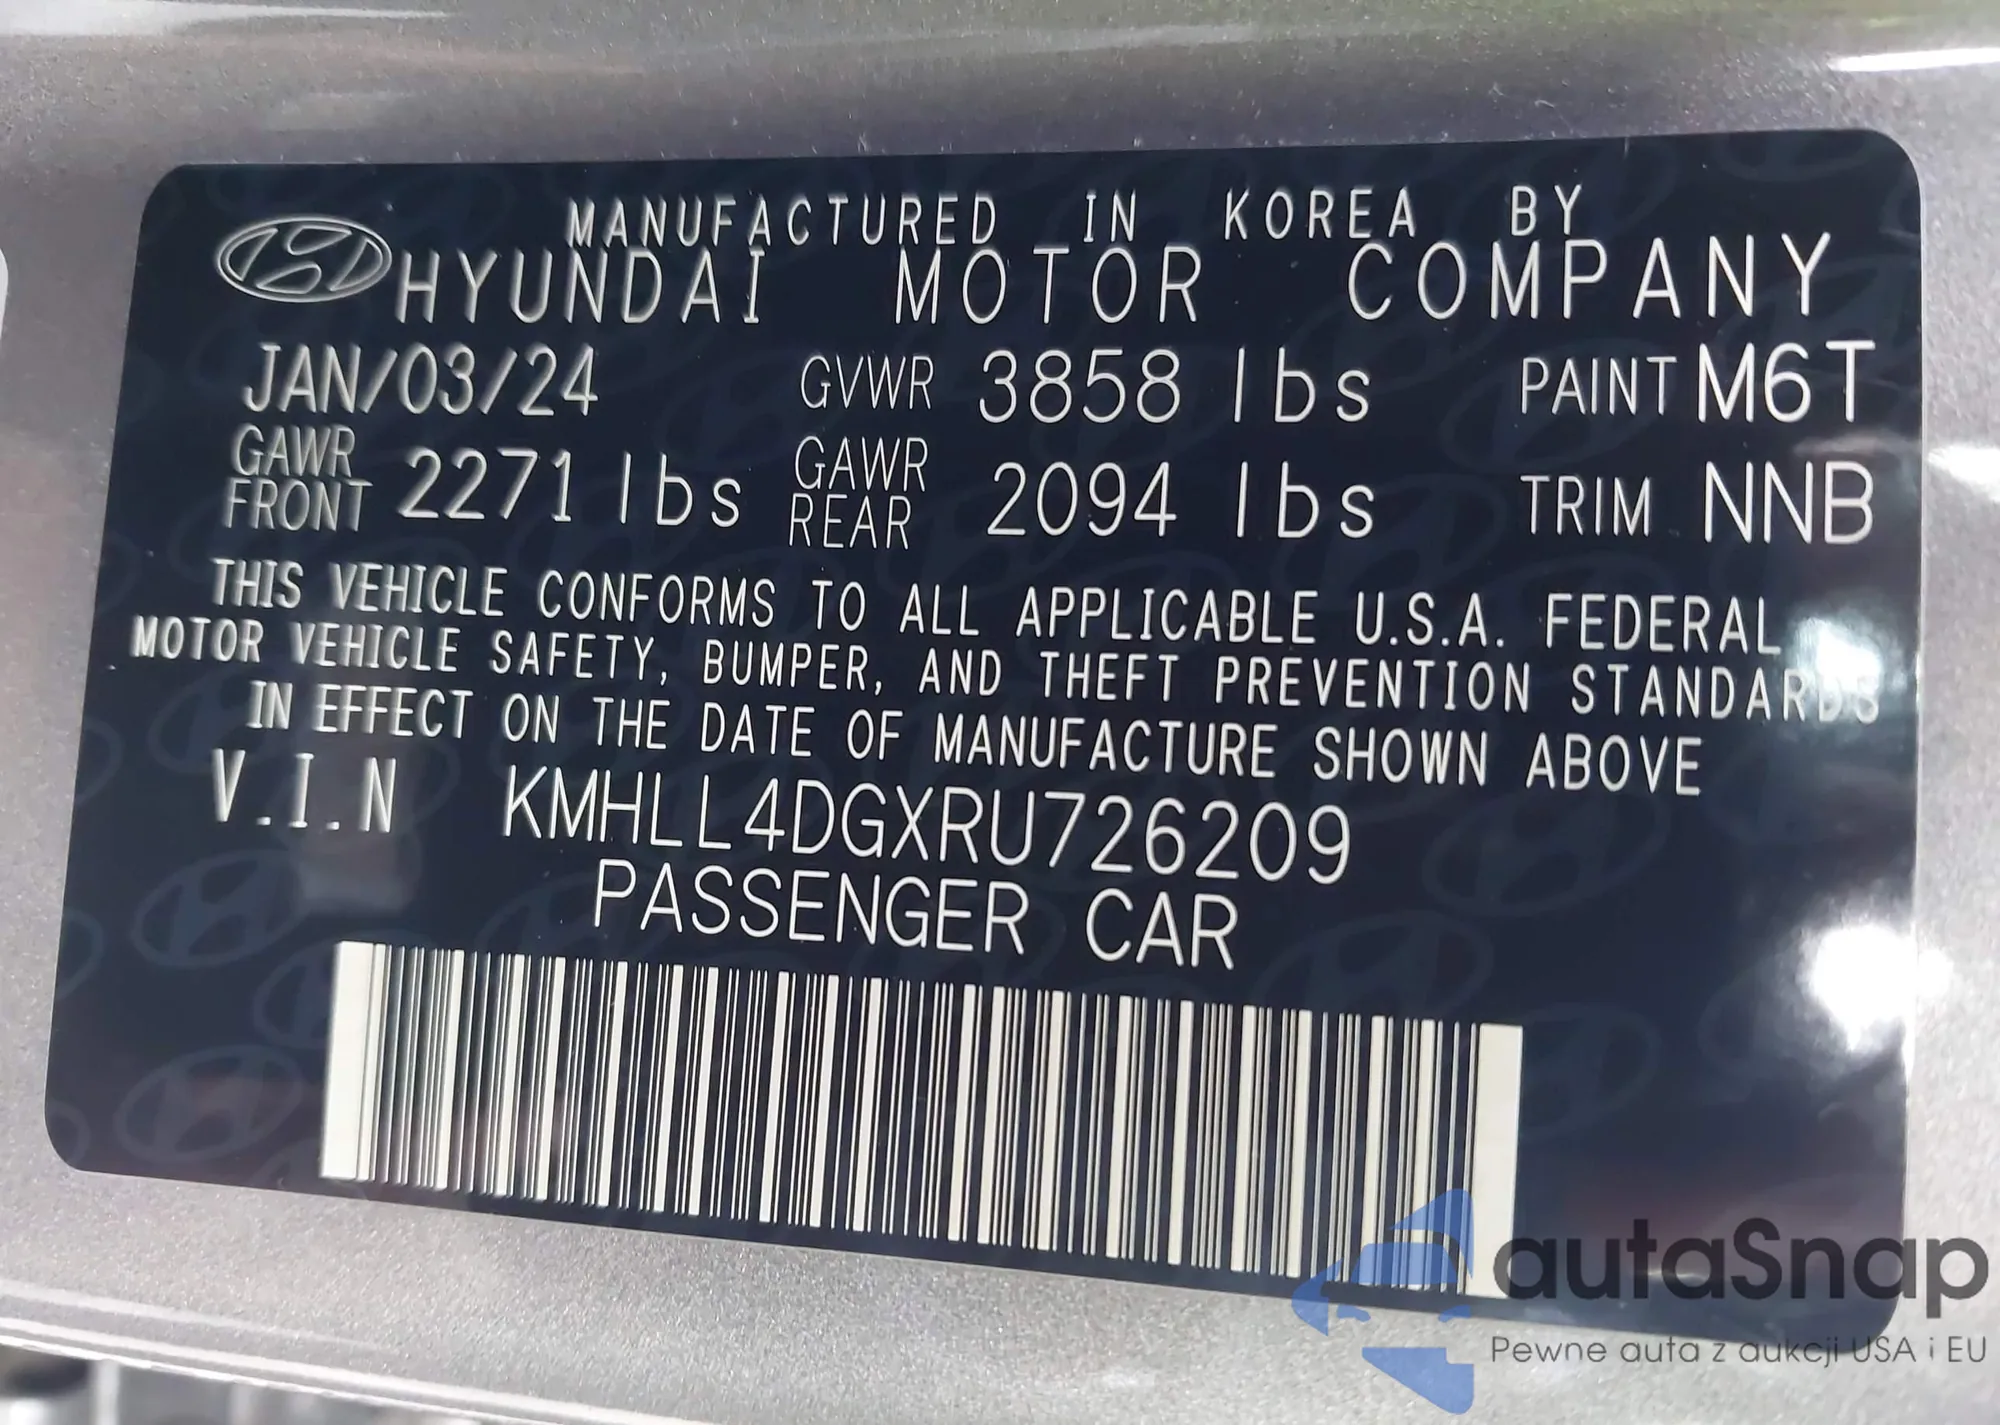 MANUFACTURED IN KOREA BY
HYUNDAI MOTOR COMPANY
JAN/03/24 GVWR 3858 lbs PAINT M6T
GAWR FRONT 2271 lbs GAWR REAR 2094 lbs TRIM NNB
THIS VEHICLE CONFORMS TO ALL APPLICABLE U.S.A. FEDERAL
MOTOR VEHICLE SAFETY, BUMPER, AND THEFT PREVENTION STANDARDS
IN EFFECT ON THE DATE OF MANUFACTURE SHOWN ABOVE
V.I.N KMHLL4DGXRU726209
PASSENGER CAR
autaSnap
Pewne auta z aukcji USA i EU